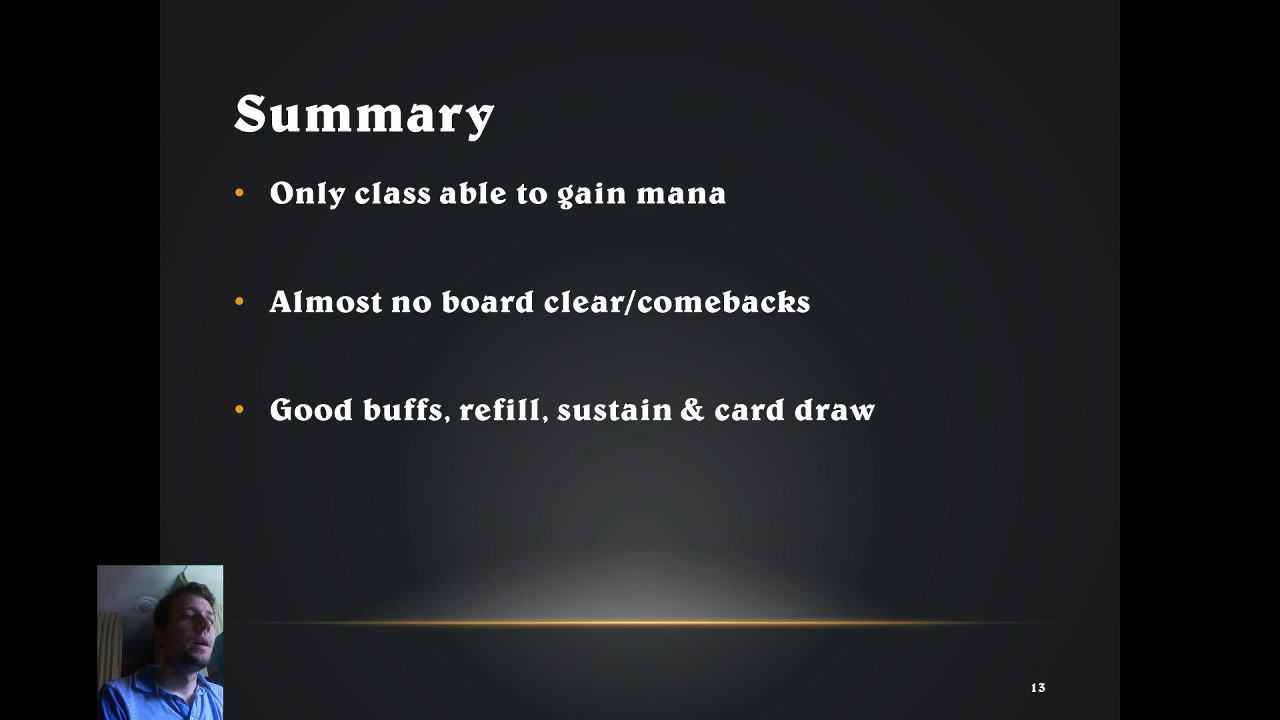 Summary
• Only class able to gain mana
• Almost no board clear/comebacks
• Good buffs, refill, sustain & card draw
13